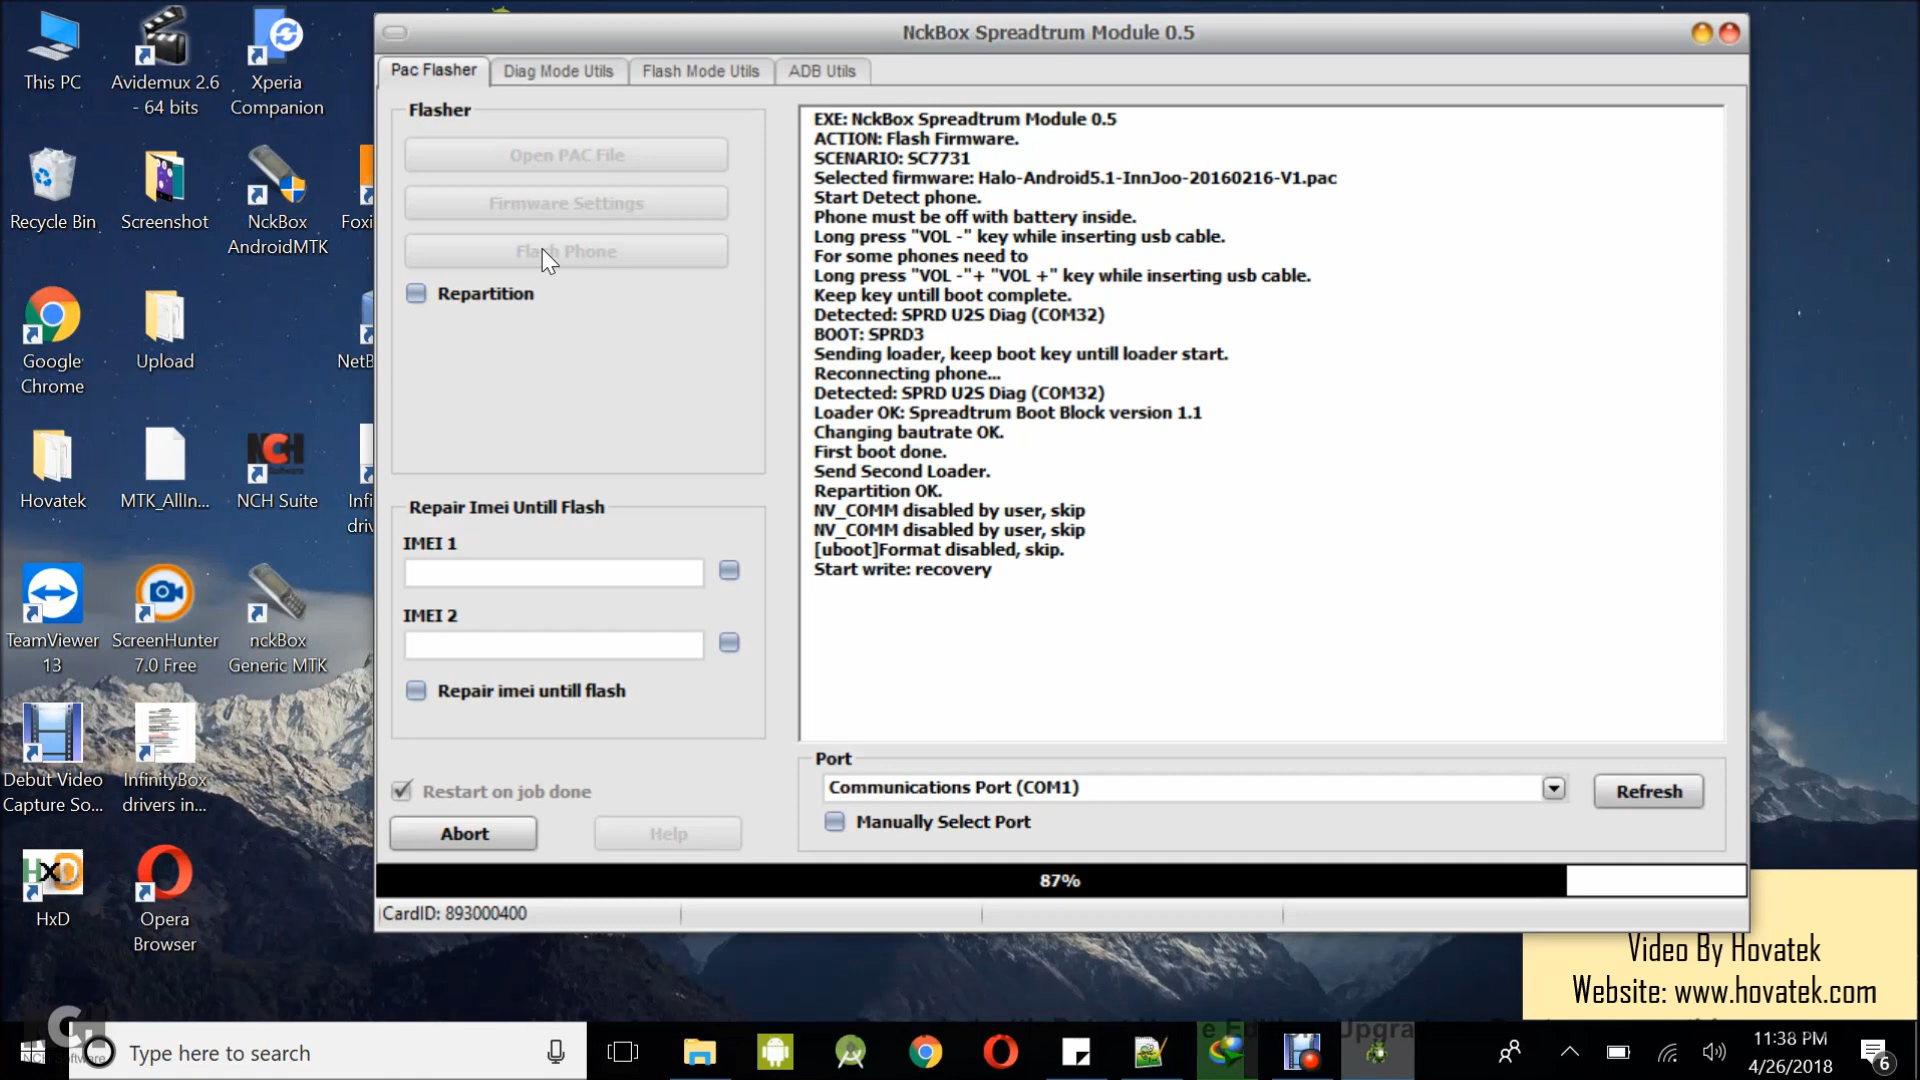 This PC
Avidemux 2.6
- 64 bits
Xperia
Companion
Recycle Bin
Screenshot
NckBox
AndroidMTK
Foxi
Google
Chrome
Upload
NetB
Hovatek
MTK_AllIn...
NCH Suite
Infi
driv
TeamViewer
13
ScreenHunter
7.0 Free
nckBox
Generic MTK
Debut Video
Capture So...
InfinityBox
drivers in...
HxD
Opera
Browser
NckBox Spreadtrum Module 0.5
Pac Flasher
Diag Mode Utils
Flash Mode Utils
ADB Utils
Flasher
Open PAC File
Firmware Settings
Flash Phone
Repartition
Repair Imei Untill Flash
IMEI 1
IMEI 2
Repair imei untill flash
Restart on job done
Abort
Help
EXE: NckBox Spreadtrum Module 0.5
ACTION: Flash Firmware.
SCENARIO: SC7731
Selected firmware: Halo-Android5.1-InnJoo-20160216-V1.pac
Start Detect phone.
Phone must be off with battery inside.
Long press "VOL -" key while inserting usb cable.
For some phones need to
Long press "VOL -"+ "VOL +" key while inserting usb cable.
Keep key untill boot complete.
Detected: SPRD U2S Diag (COM32)
BOOT: SPRD3
Sending loader, keep boot key untill loader start.
Reconnecting phone...
Detected: SPRD U2S Diag (COM32)
Loader OK: Spreadtrum Boot Block version 1.1
Changing bautrate OK.
First boot done.
Send Second Loader.
Repartition OK.
NV_COMM disabled by user, skip
NV_COMM disabled by user, skip
[uboot]Format disabled, skip.
Start write: recovery
Port
Communications Port (COM1)
Refresh
Manually Select Port
87%
CardID: 893000400
Video By Hovatek
Website: www.hovatek.com
NCH Software
Type here to search
11:38 PM
4/26/2018
6